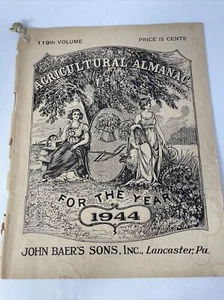 119th VOLUME PRICE 15 CENTS
AGRICULTURAL ALMANAC
FOR THE YEAR
1944
JOHN BAER'S SONS, INC., Lancaster, Pa.